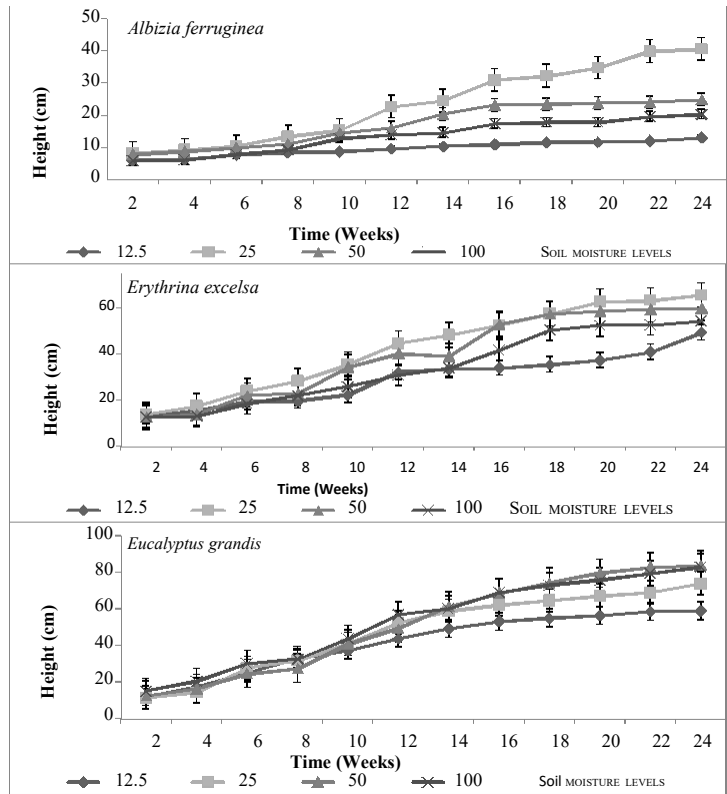 Albizia ferruginea
Height (cm)
50
40
30
20
10
0
2 4 6 8 10 12 14 16 18 20 22 24
Time (Weeks)
12.5 25 50 100 SOIL MOISTURE LEVELS
Erythrina excelsa
Height (cm)
60
40
20
0
2 4 6 8 10 12 14 16 18 20 22 24
Time (Weeks)
12.5 25 50 100 SOIL MOISTURE LEVELS
Eucalyptus grandis
Height (cm)
100
80
60
40
20
0
2 4 6 8 10 12 14 16 18 20 22 24
Time (Weeks)
12.5 25 50 100 Soil MOISTURE LEVELS